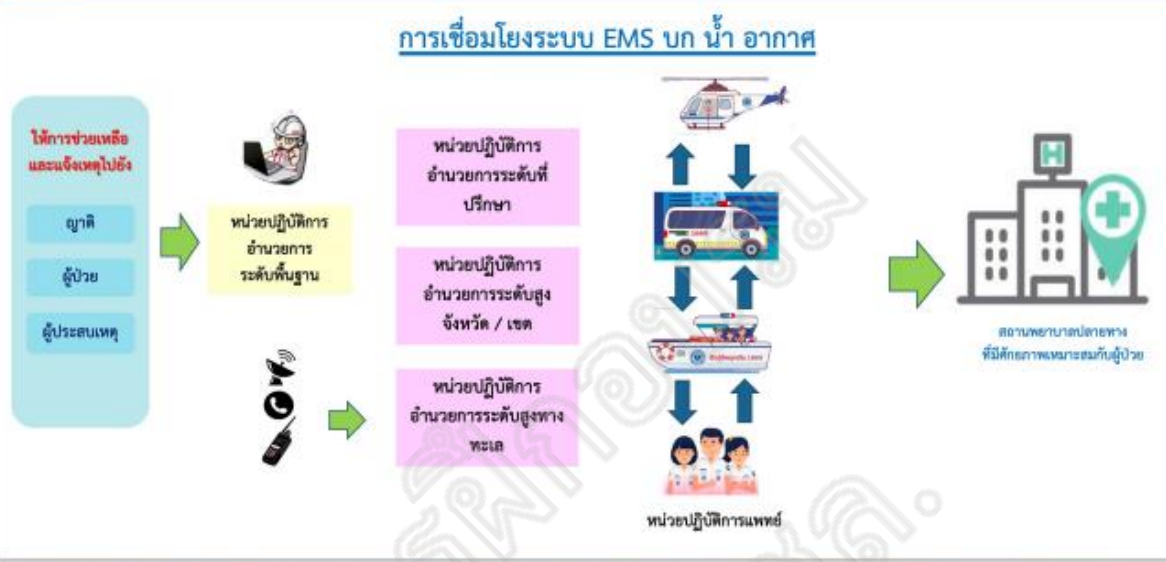 การเชื่อมโยงระบบ EMS บก น้ำ อากาศ
ให้การช่วยเหลือ
และแจ้งเหตุไปยัง
ญาติ
ผู้ป่วย
ผู้ประสบเหตุ
หน่วยปฏิบัติการ
อำนวยการ
ระดับพื้นฐาน
หน่วยปฏิบัติการ
อำนวยการระดับที่
ปรึกษา
หน่วยปฏิบัติการ
อำนวยการระดับสูง
จังหวัด / เขต
หน่วยปฏิบัติการ
อำนวยการระดับสูงทาง
ทะเล
หน่วยปฏิบัติการแพทย์
H
สถานพยาบาลปลายทาง
ที่มีศักยภาพเหมาะสมกับผู้ป่วย